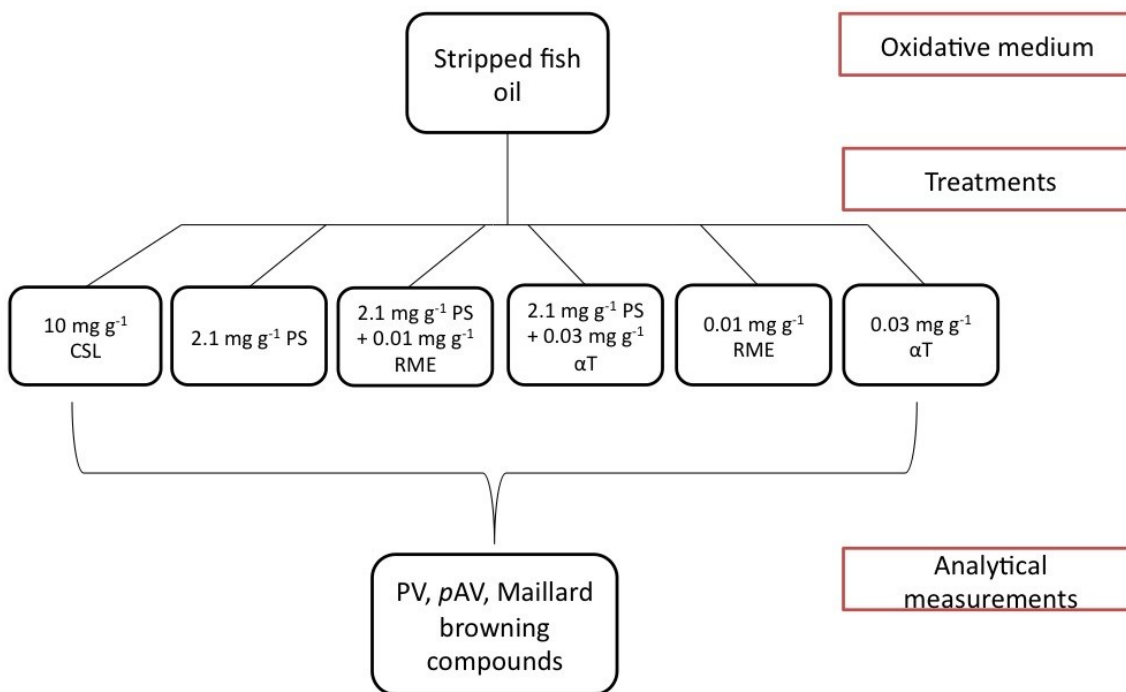 Stripped fish
oil
Oxidative medium
Treatments
10 mg g⁻¹
CSL
2.1 mg g⁻¹ PS
2.1 mg g⁻¹ PS
+ 0.01 mg g⁻¹
RME
2.1 mg g⁻¹ PS
+ 0.03 mg g⁻¹
αT
0.01 mg g⁻¹
RME
0.03 mg g⁻¹
αT
PV, pAV, Maillard
browning
compounds
Analytical
measurements